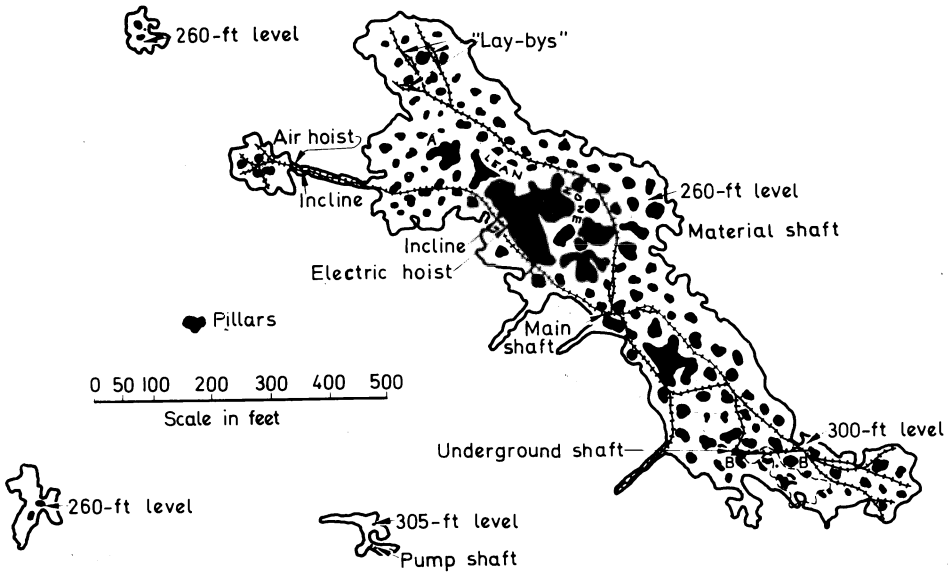 260-ft level
"Lay-bys"
Air hoist
A
LEAN
ZONE
Incline
260-ft level
Material shaft
Incline
Electric hoist
Pillars
Main
shaft
0 50 100 200 300 400 500
Scale in feet
Underground shaft
B B
300-ft level
260-ft level
305-ft level
Pump shaft